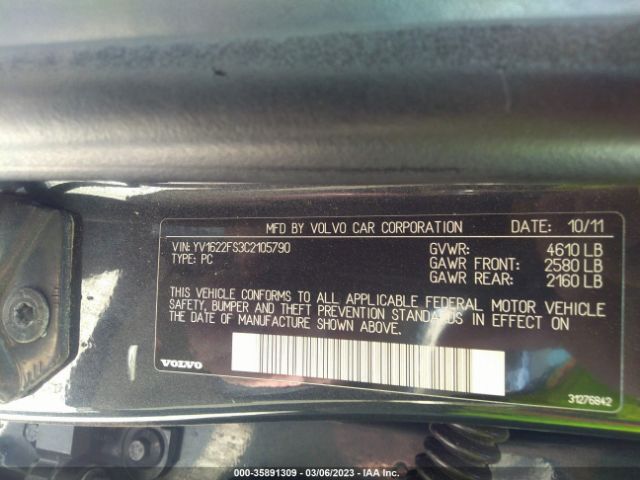 MFD BY VOLVO CAR CORPORATION DATE: 10/11
VIN: YV1622FS3C2105790 GVWR: 4610 LB
TYPE: PC GAWR FRONT: 2580 LB
GAWR REAR: 2160 LB
THIS VEHICLE CONFORMS TO ALL APPLICABLE FEDERAL MOTOR VEHICLE
SAFETY, BUMPER AND THEFT PREVENTION STANDARDS IN EFFECT ON
THE DATE OF MANUFACTURE SHOWN ABOVE.
VOLVO 31276842
000-35891309 | 03/06/2023 | IAA Inc.